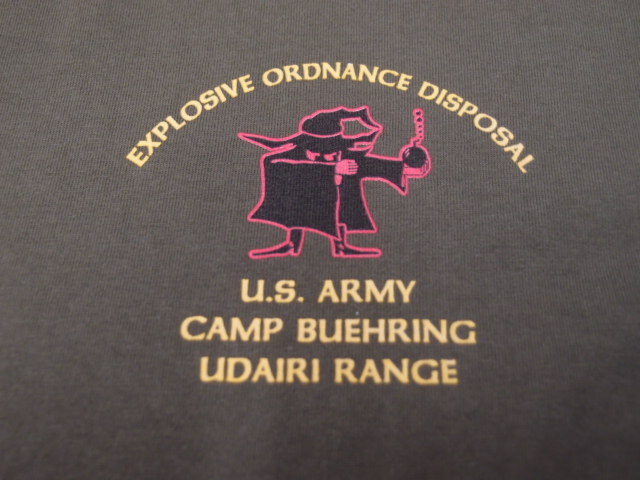 EXPLOSIVE ORDNANCE DISPOSAL
U.S. ARMY
CAMP BUEHRING
UDAIRI RANGE